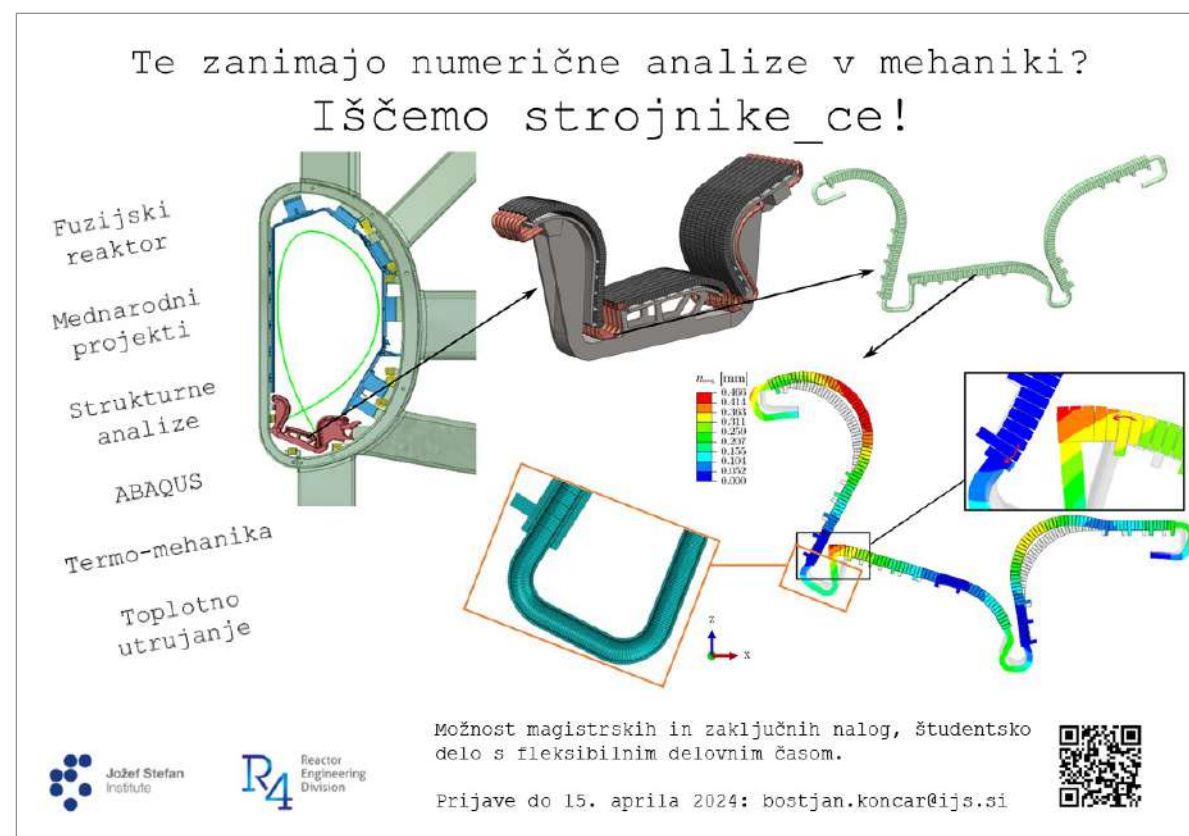 Te zanimajo numerične analize v mehaniki?
Iščemo strojnike_ce!
Fuzijski
reaktor
Mednarodni
projekti
Strukturne
analize
ABAQUS
Termo-mehanika
Toplotno
utrujanje
[mm]
0.466
0.414
0.363
0.311
0.259
0.207
0.155
0.104
0.052
0.000
z
x
Možnost magistrskih in zaključnih nalog, študentsko
delo s fleksibilnim delovnim časom.
Prijave do 15. aprila 2024: bostjan.koncar@ijs.si
Jožef Stefan
Institute
R4
Reactor
Engineering
Division